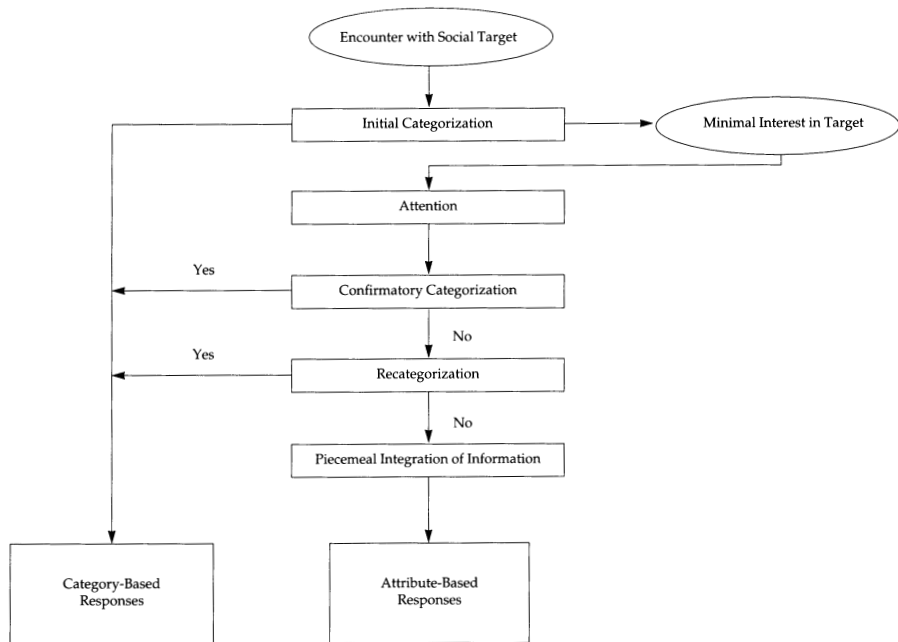 Encounter with Social Target
Initial Categorization
Minimal Interest in Target
Attention
Yes
Confirmatory Categorization
No
Yes
Recategorization
No
Piecemeal Integration of Information
Category-Based
Responses
Attribute-Based
Responses